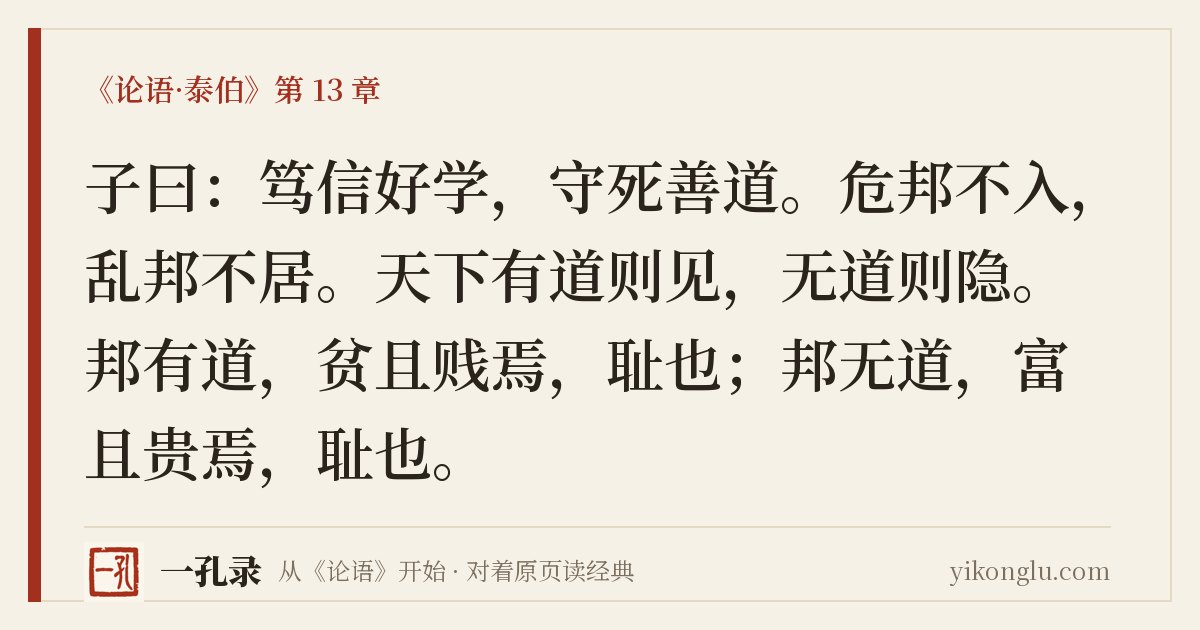 《论语·泰伯》第 13 章
子曰：笃信好学，守死善道。危邦不入，
乱邦不居。天下有道则见，无道则隐。
邦有道，贫且贱焉，耻也；邦无道，富
且贵焉，耻也。
一孔
一孔录 从《论语》开始 · 对着原页读经典 yikonglu.com